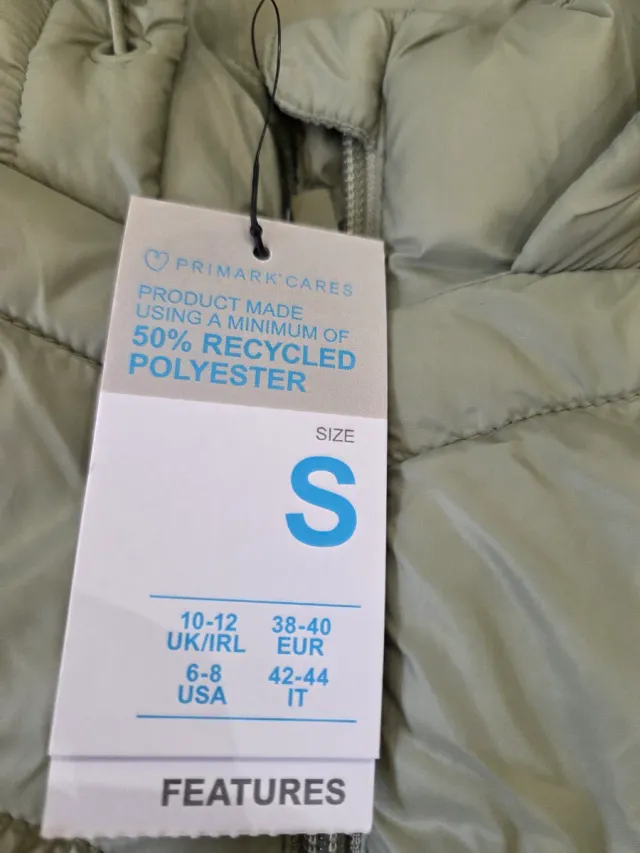 PRIMARK® CARES
PRODUCT MADE
USING A MINIMUM OF
50% RECYCLED
POLYESTER
SIZE
S
10-12 38-40
UK/IRL EUR
6-8 42-44
USA IT
FEATURES